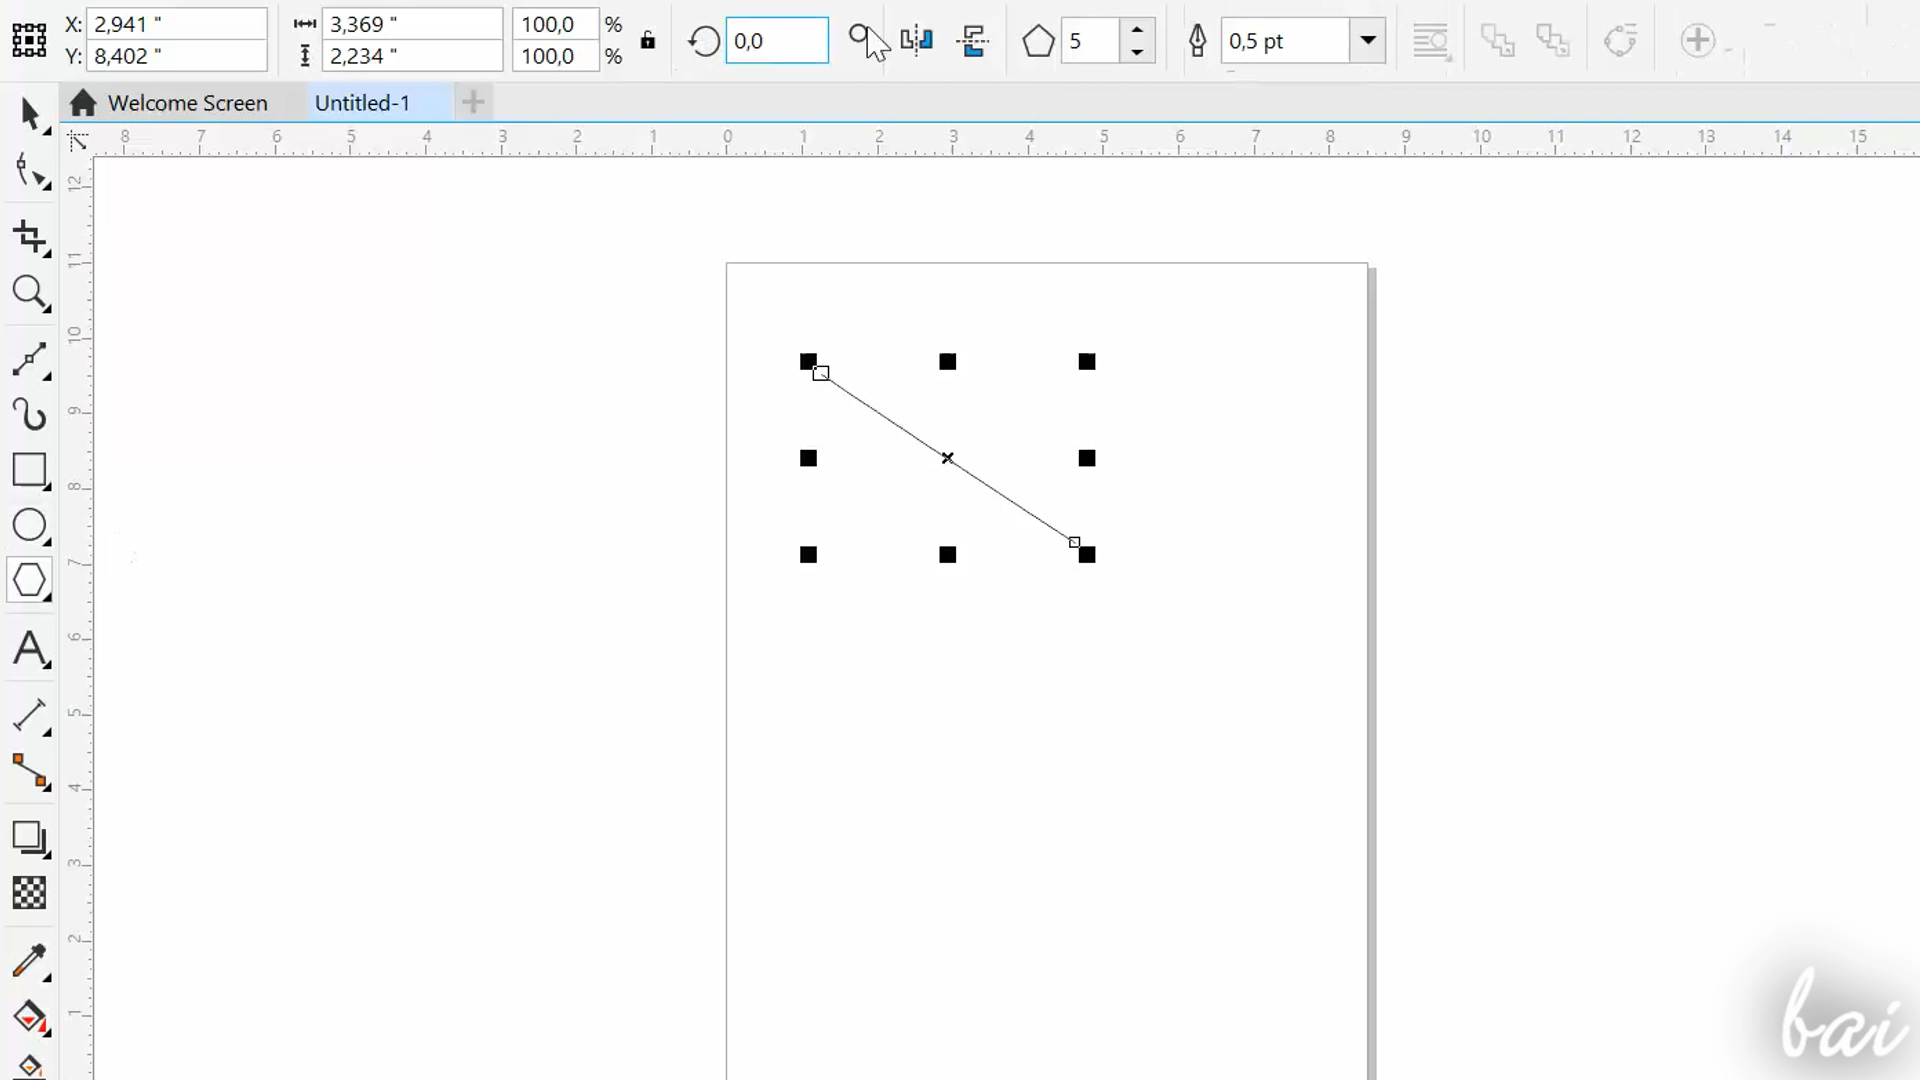 X: 2,941 " 3,369 " 100,0 % 0,0 5 0,5 pt
Y: 8,402 " 2,234 " 100,0 %
Welcome Screen Untitled-1
8 7 6 5 4 3 2 1 0 1 2 3 4 5 6 7 8 9 10 11 12 13 14 15
12
11
10
9
8
7
6
5
4
3
2
1
A
bai